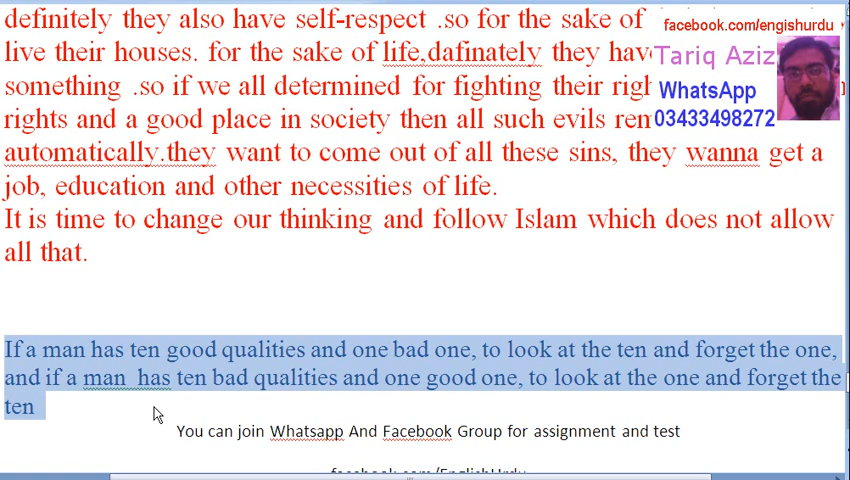 definitely they also have self-respect .so for the sake of
facebook.com/engishurdu
live their houses. for the sake of life,dafinately they have
Tariq Aziz
something .so if we all determined for fighting their
WhatsApp
rights and a good place in society then all such evils
03433498272
automatically.they want to come out of all these sins, they wanna get a
job, education and other necessities of life.
It is time to change our thinking and follow Islam which does not allow
all that.
If a man has ten good qualities and one bad one, to look at the ten and forget the one,
and if a man has ten bad qualities and one good one, to look at the one and forget the
ten
You can join Whatsapp And Facebook Group for assignment and test
facebook.com/EnglishUrdu